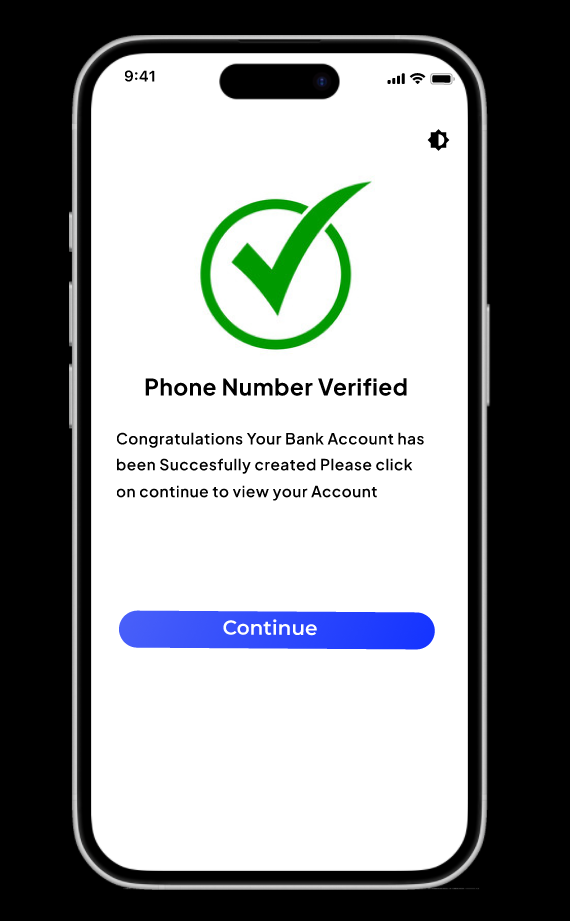 9:41
Phone Number Verified
Congratulations Your Bank Account has
been Succesfully created Please click
on continue to view your Account
Continue